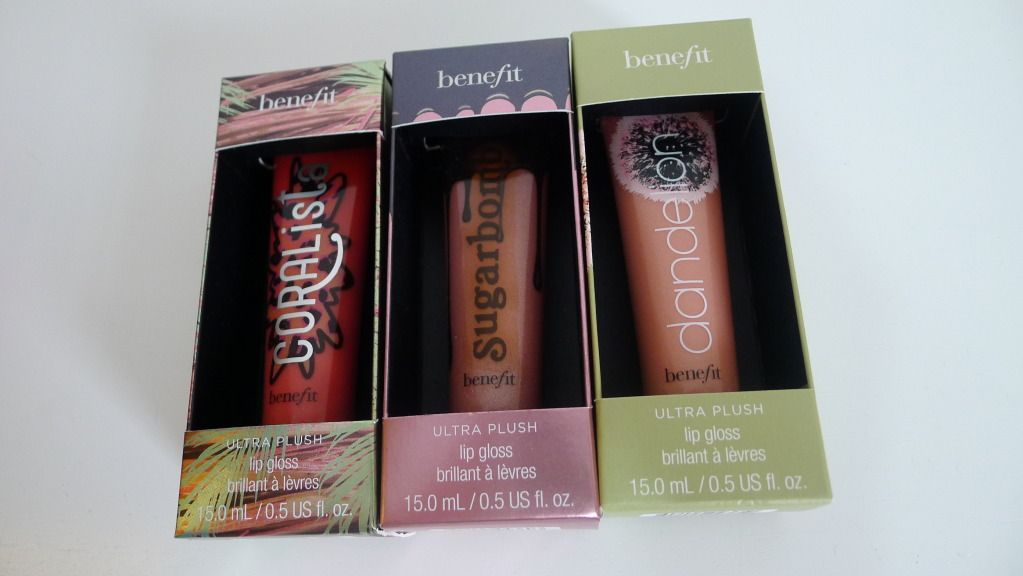 benefit
CORALista
benefit
ULTRA PLUSH
lip gloss
brillant à lèvres
15.0 mL / 0.5 US fl. oz.
benefit
sugarbomb
benefit
ULTRA PLUSH
lip gloss
brillant à lèvres
15.0 mL / 0.5 US fl. oz.
benefit
dandelion
benefit
ULTRA PLUSH
lip gloss
brillant à lèvres
15.0 mL / 0.5 US fl. oz.